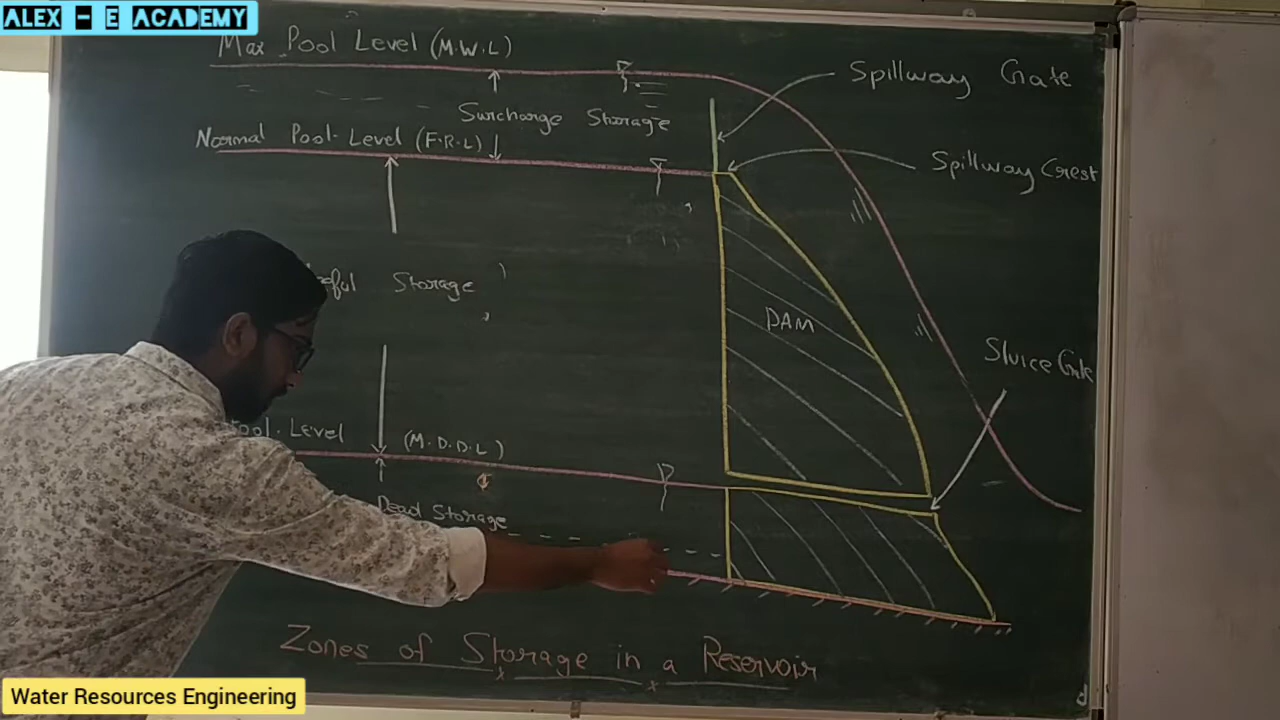 ALEX - E ACADEMY
Max Pool Level (M.W.L)
Spillway Gate
Surcharge Storage
Normal Pool Level (F.R.L)
Spillway Crest
Storage
DAM
Sluice Gate
Pool Level (M.D.D.L)
Dead Storage
Zones of Storage in a Reservoir
Water Resources Engineering